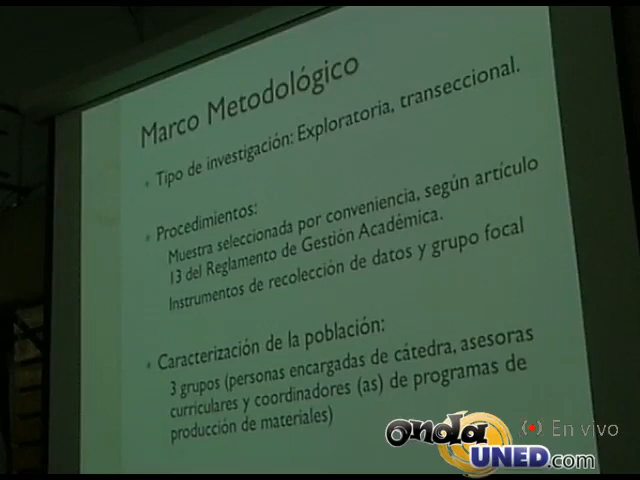 Marco Metodológico
• Tipo de investigación: Exploratoria, transeccional.
• Procedimientos:
Muestra seleccionada por conveniencia, según artículo
13 del Reglamento de Gestión Académica.
Instrumentos de recolección de datos y grupo focal
• Caracterización de la población:
3 grupos (personas encargadas de cátedra, asesoras
curriculares y coordinadores (as) de programas de
producción de materiales)
onda
UNED.com
En vivo